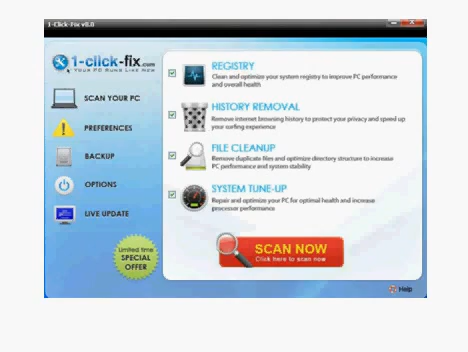 1-Click-Fix v8.0
1-click-fix.com
YOUR PC RUNS LIKE NOW
SCAN YOUR PC
PREFERENCES
BACKUP
OPTIONS
LIVE UPDATE
Limited time
SPECIAL
OFFER
REGISTRY
Clean and optimize your system registry to improve PC performance
and overall health
HISTORY REMOVAL
Remove internet browsing history to protect your privacy and speed up
your surfing experience
FILE CLEANUP
Remove duplicate files and optimize directory structure to increase
PC performance and system stability
SYSTEM TUNE-UP
Repair and optimize your PC for optimal health and increase
processor performance
SCAN NOW
Click here to scan now
Help